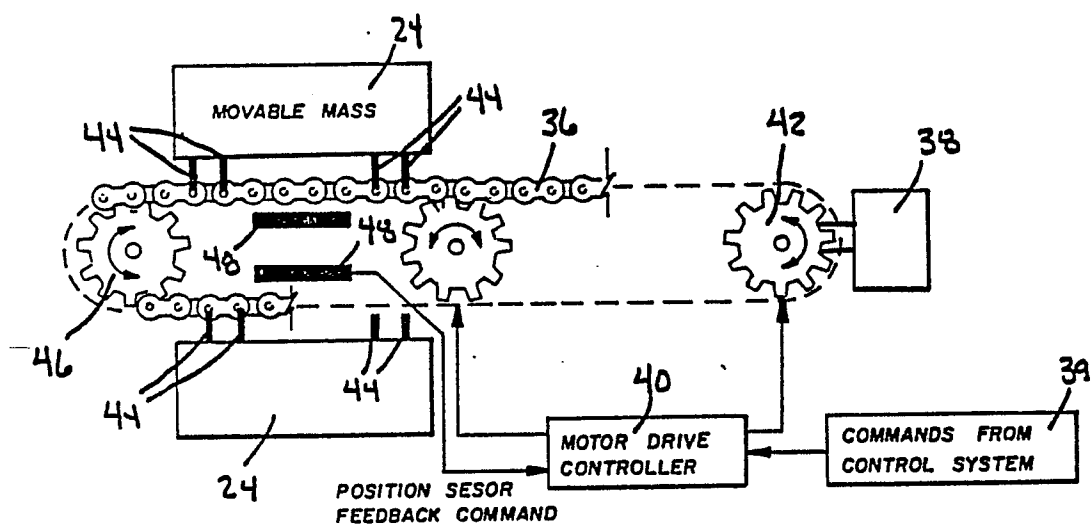 24
MOVABLE MASS
44
44
36
42
38
48
48
46
44
44
24
40
39
MOTOR DRIVE
CONTROLLER
COMMANDS FROM
CONTROL SYSTEM
POSITION SESOR
FEEDBACK COMMAND